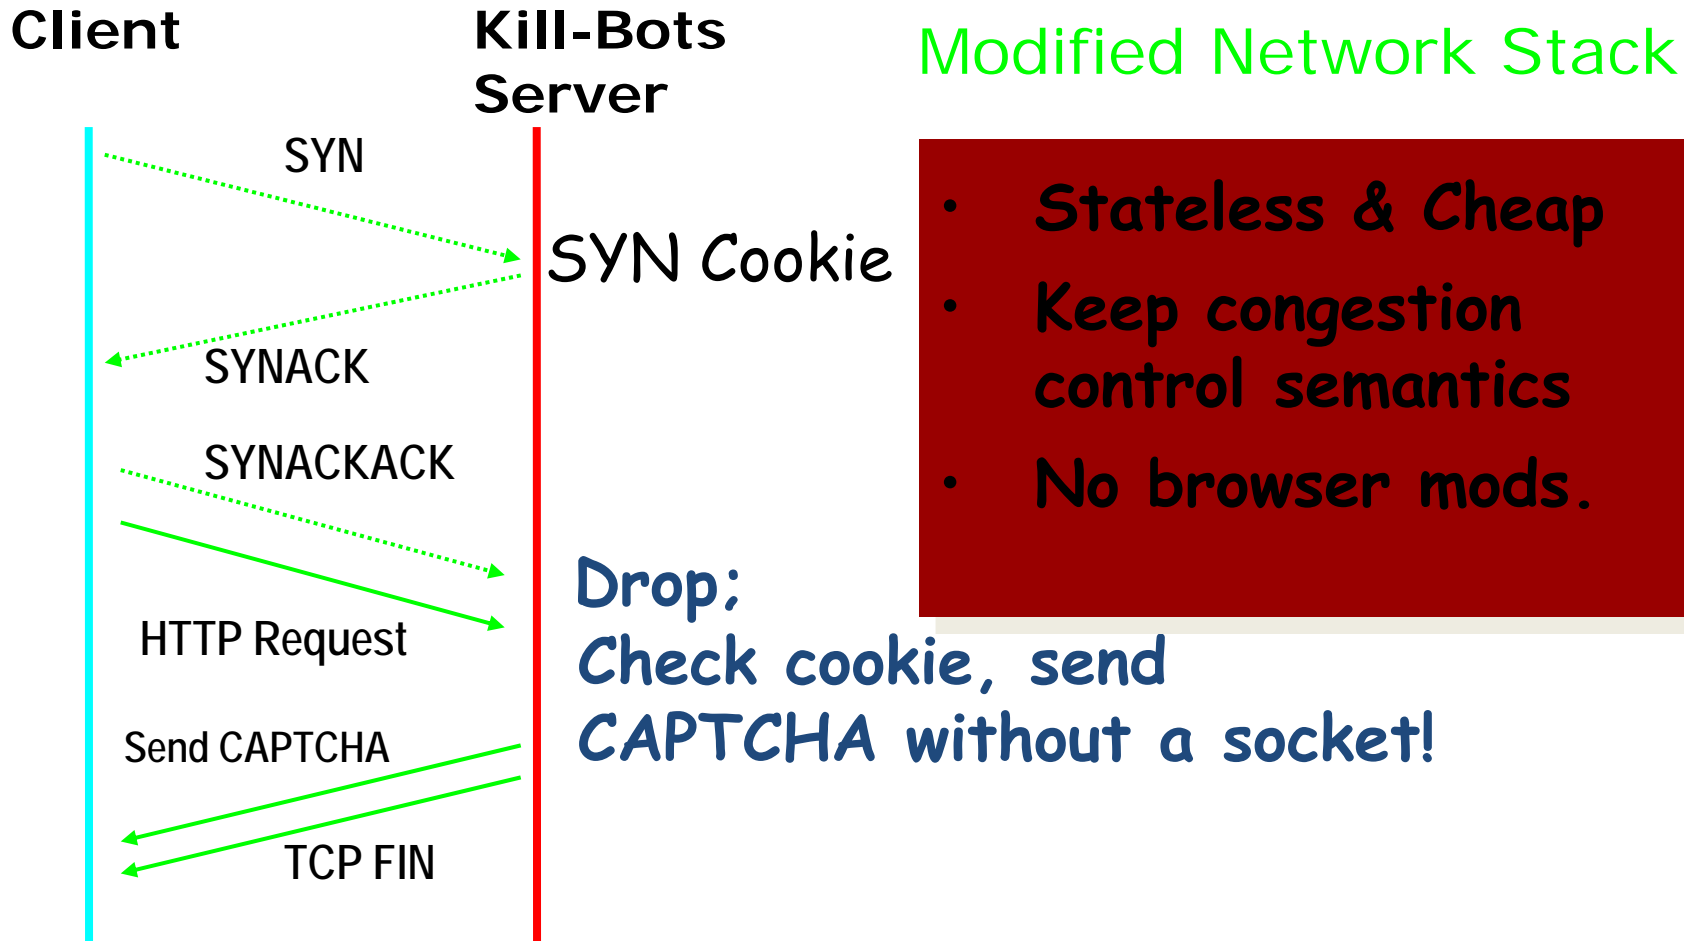 Client
Kill-Bots
Server
Modified Network Stack
SYN
SYN Cookie
SYNACK
SYNACKACK
HTTP Request
Send CAPTCHA
TCP FIN
• Stateless & Cheap
• Keep congestion
control semantics
• No browser mods.
Drop;
Check cookie, send
CAPTCHA without a socket!